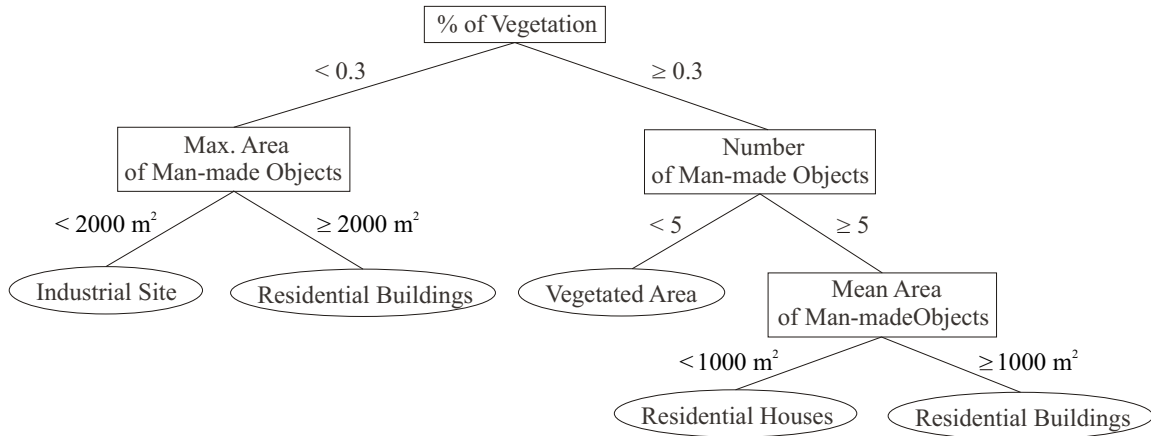 % of Vegetation
< 0.3
≥ 0.3
Max. Area
of Man-made Objects
Number
of Man-made Objects
< 2000 m²
≥ 2000 m²
< 5
≥ 5
Industrial Site
Residential Buildings
Vegetated Area
Mean Area
of Man-madeObjects
< 1000 m²
≥ 1000 m²
Residential Houses
Residential Buildings